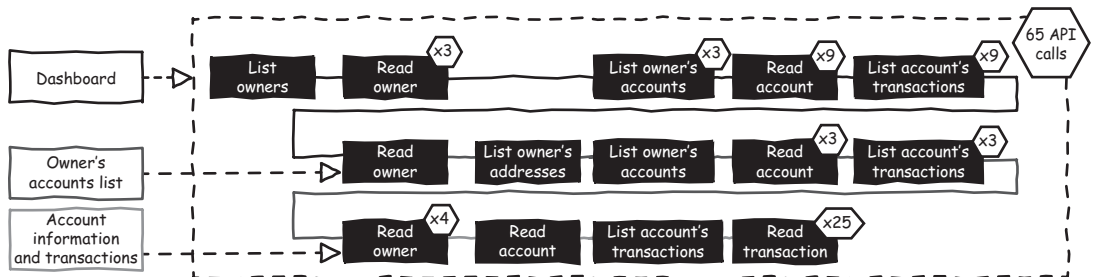 65 API
calls
Dashboard
List
owners
Read
owner
x3
List owner's
accounts
x3
Read
account
x9
List account's
transactions
x9
Owner's
accounts list
Read
owner
List owner's
addresses
List owner's
accounts
Read
account
x3
List account's
transactions
x3
Account
information
and transactions
Read
owner
x4
Read
account
List account's
transactions
Read
transaction
x25